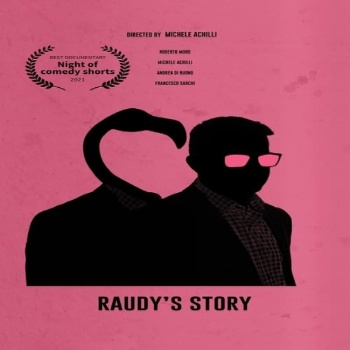 DIRECTED BY MICHELE ACHILLI
BEST DOCUMENTARY
Night of
comedy shorts
2021
ROBERTO MORO
MICHELE ACHILLI
ANDREA DI BUONO
FRANCESCO SARCHI
RAUDY'S STORY